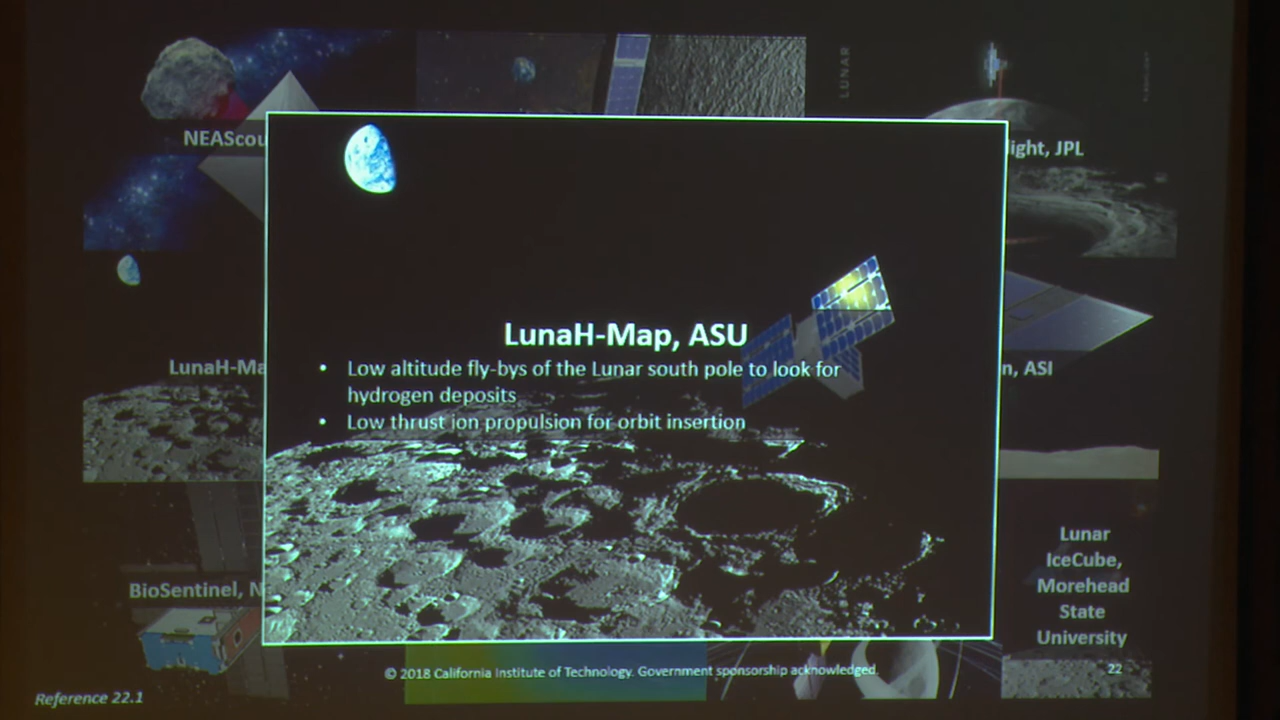 LUNAR
NEAScou
ight, JPL
LunaH-Map, ASU
• Low altitude fly-bys of the Lunar south pole to look for
hydrogen deposits
• Low thrust ion propulsion for orbit insertion
LunaH-Ma
n, ASI
BioSentinel, N
Lunar
IceCube,
Morehead
State
University
© 2018 California Institute of Technology. Government sponsorship acknowledged.
22
Reference 22.1